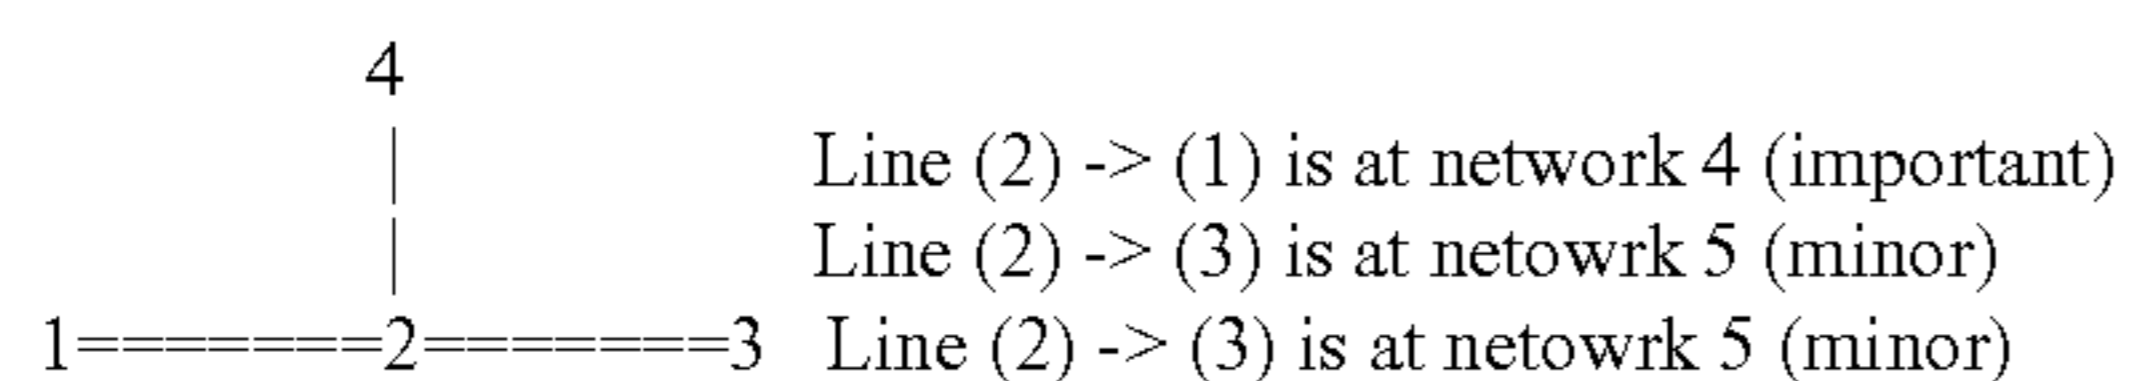 4
| Line (2) -> (1) is at network 4 (important)
| Line (2) -> (3) is at netowrk 5 (minor)
1=======2=======3 Line (2) -> (3) is at netowrk 5 (minor)